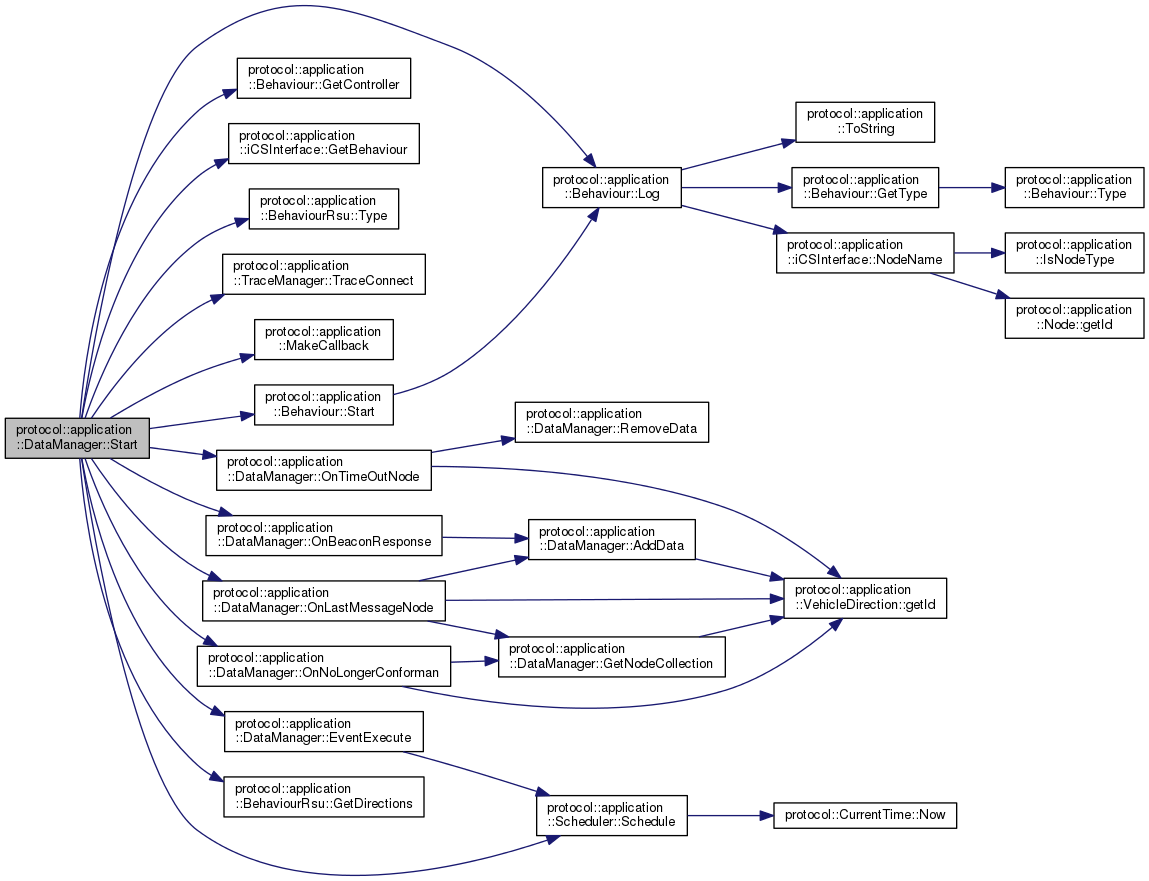 protocol::application
::DataManager::Start
protocol::application
::Behaviour::GetController
protocol::application
::iCSInterface::GetBehaviour
protocol::application
::BehaviourRsu::Type
protocol::application
::TraceManager::TraceConnect
protocol::application
::MakeCallback
protocol::application
::Behaviour::Start
protocol::application
::DataManager::OnTimeOutNode
protocol::application
::DataManager::OnBeaconResponse
protocol::application
::DataManager::OnLastMessageNode
protocol::application
::DataManager::OnNoLongerConforman
protocol::application
::DataManager::EventExecute
protocol::application
::BehaviourRsu::GetDirections
protocol::application
::Behaviour::Log
protocol::application
::DataManager::RemoveData
protocol::application
::DataManager::AddData
protocol::application
::DataManager::GetNodeCollection
protocol::application
::Scheduler::Schedule
protocol::application
::ToString
protocol::application
::Behaviour::GetType
protocol::application
::iCSInterface::NodeName
protocol::application
::VehicleDirection::getId
protocol::CurrentTime::Now
protocol::application
::Behaviour::Type
protocol::application
::IsNodeType
protocol::application
::Node::getId